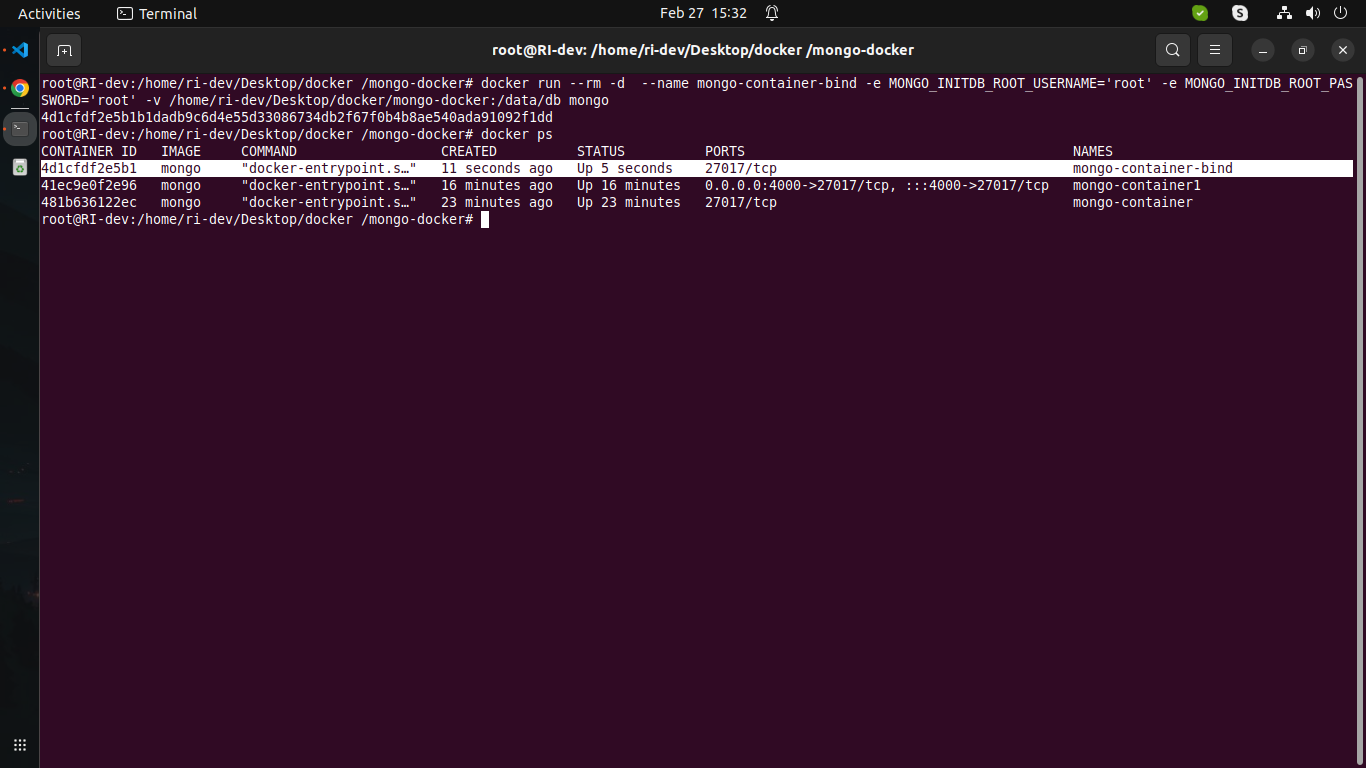 Activities Terminal Feb 27 15:32
root@RI-dev: /home/ri-dev/Desktop/docker /mongo-docker
root@RI-dev:/home/ri-dev/Desktop/docker /mongo-docker# docker run --rm -d  --name mongo-container-bind -e MONGO_INITDB_ROOT_USERNAME='root' -e MONGO_INITDB_ROOT_PAS
SWORD='root' -v /home/ri-dev/Desktop/docker/mongo-docker:/data/db mongo
4d1cfdf2e5b1b1dadb9c6d4e55d33086734db2f67f0b4b8ae540ada91092f1dd
root@RI-dev:/home/ri-dev/Desktop/docker /mongo-docker# docker ps
CONTAINER ID   IMAGE     COMMAND                  CREATED          STATUS          PORTS                                         NAMES
4d1cfdf2e5b1   mongo     "docker-entrypoint.s…"   11 seconds ago   Up 5 seconds    27017/tcp                                     mongo-container-bind
41ec9e0f2e96   mongo     "docker-entrypoint.s…"   16 minutes ago   Up 16 minutes   0.0.0.0:4000->27017/tcp, :::4000->27017/tcp   mongo-container1
481b636122ec   mongo     "docker-entrypoint.s…"   23 minutes ago   Up 23 minutes   27017/tcp                                     mongo-container
root@RI-dev:/home/ri-dev/Desktop/docker /mongo-docker#